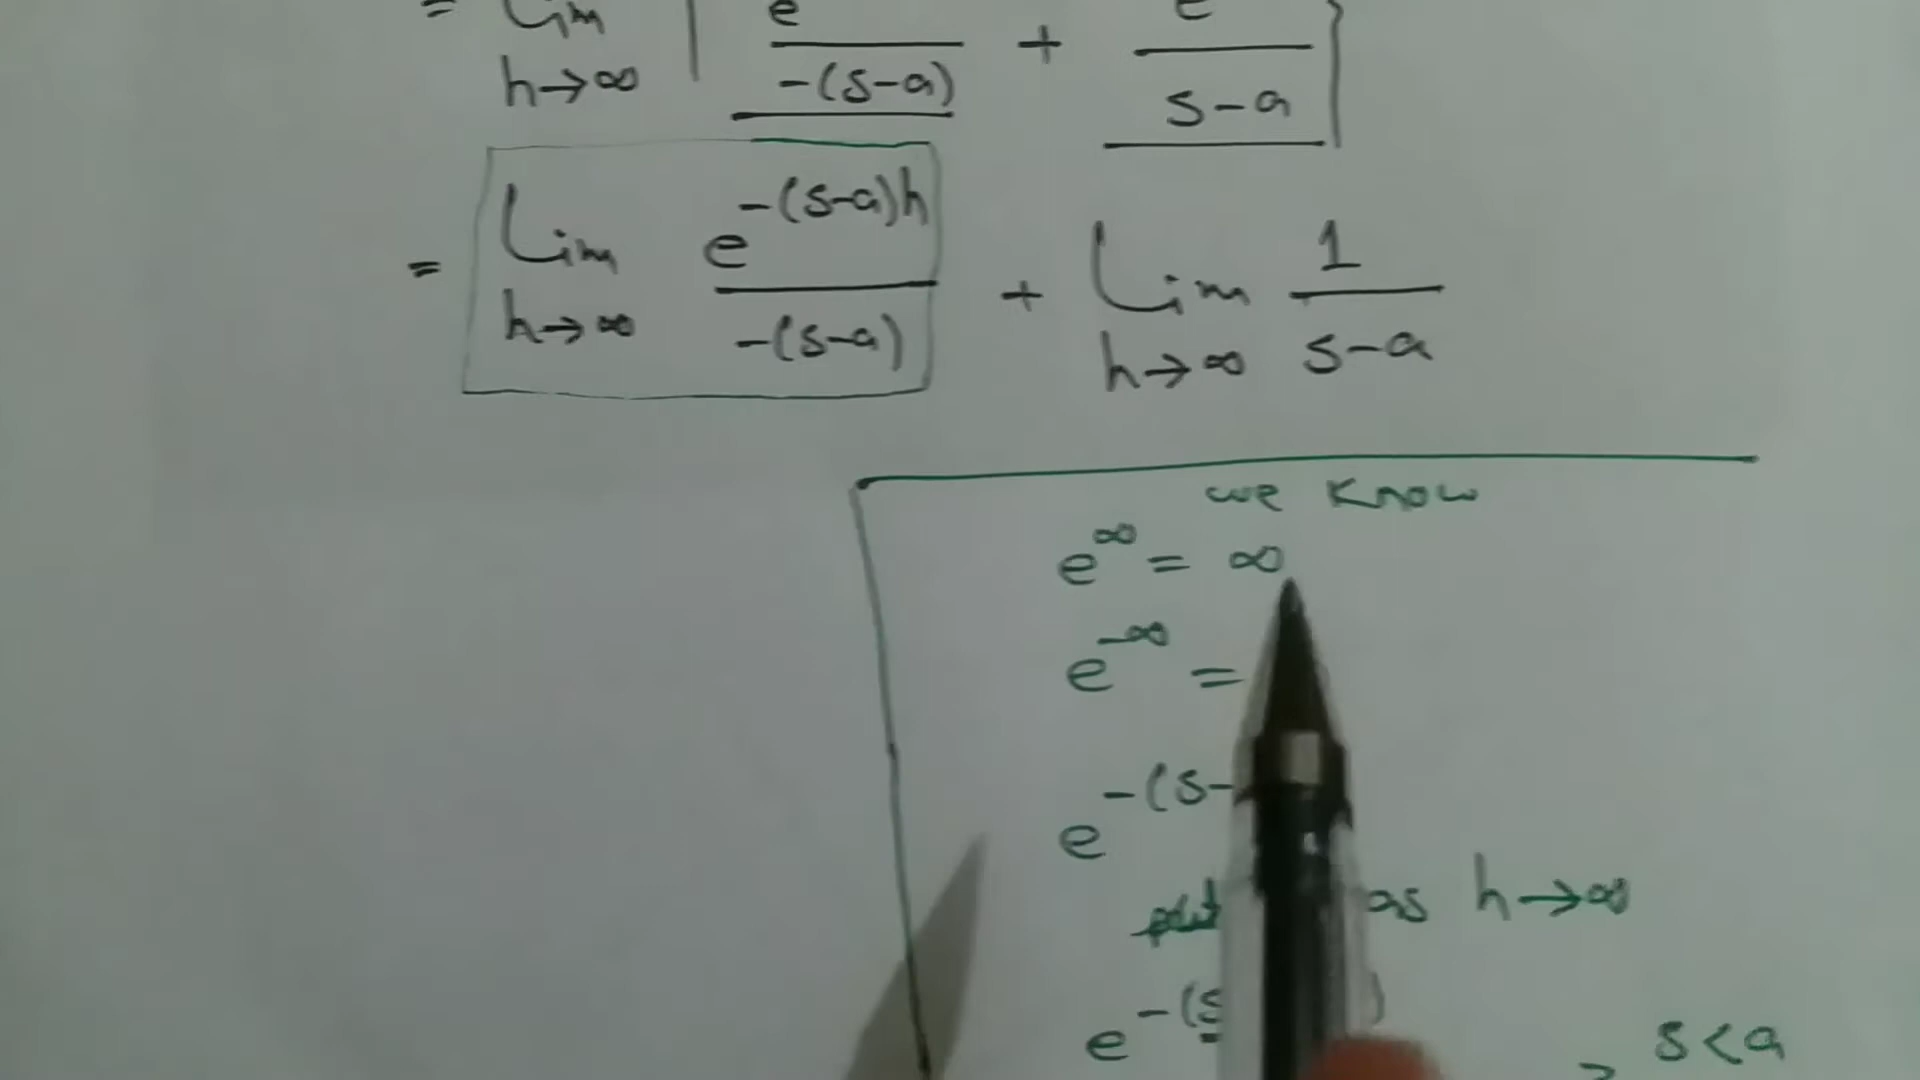 = Lim e + e
h→∞ -(s-a) s-a
= Lim e^{-(s-a)h} / -(s-a) + Lim 1 / s-a
h→∞ h→∞
we know
e^∞ = ∞
e^{-∞} =
e^{-(s-
as h→∞
e^{-(s )
s<a